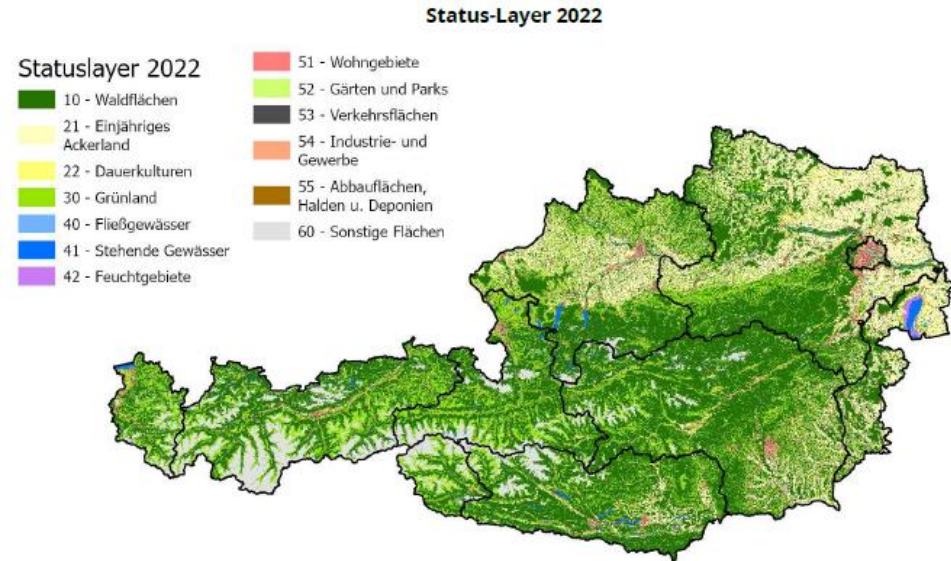 Status-Layer 2022
Statuslayer 2022
10 - Waldflächen
21 - Einjähriges
Ackerland
22 - Dauerkulturen
30 - Grünland
40 - Fließgewässer
41 - Stehende Gewässer
42 - Feuchtgebiete
51 - Wohngebiete
52 - Gärten und Parks
53 - Verkehrsflächen
54 - Industrie- und
Gewerbe
55 - Abbauflächen,
Halden u. Deponien
60 - Sonstige Flächen